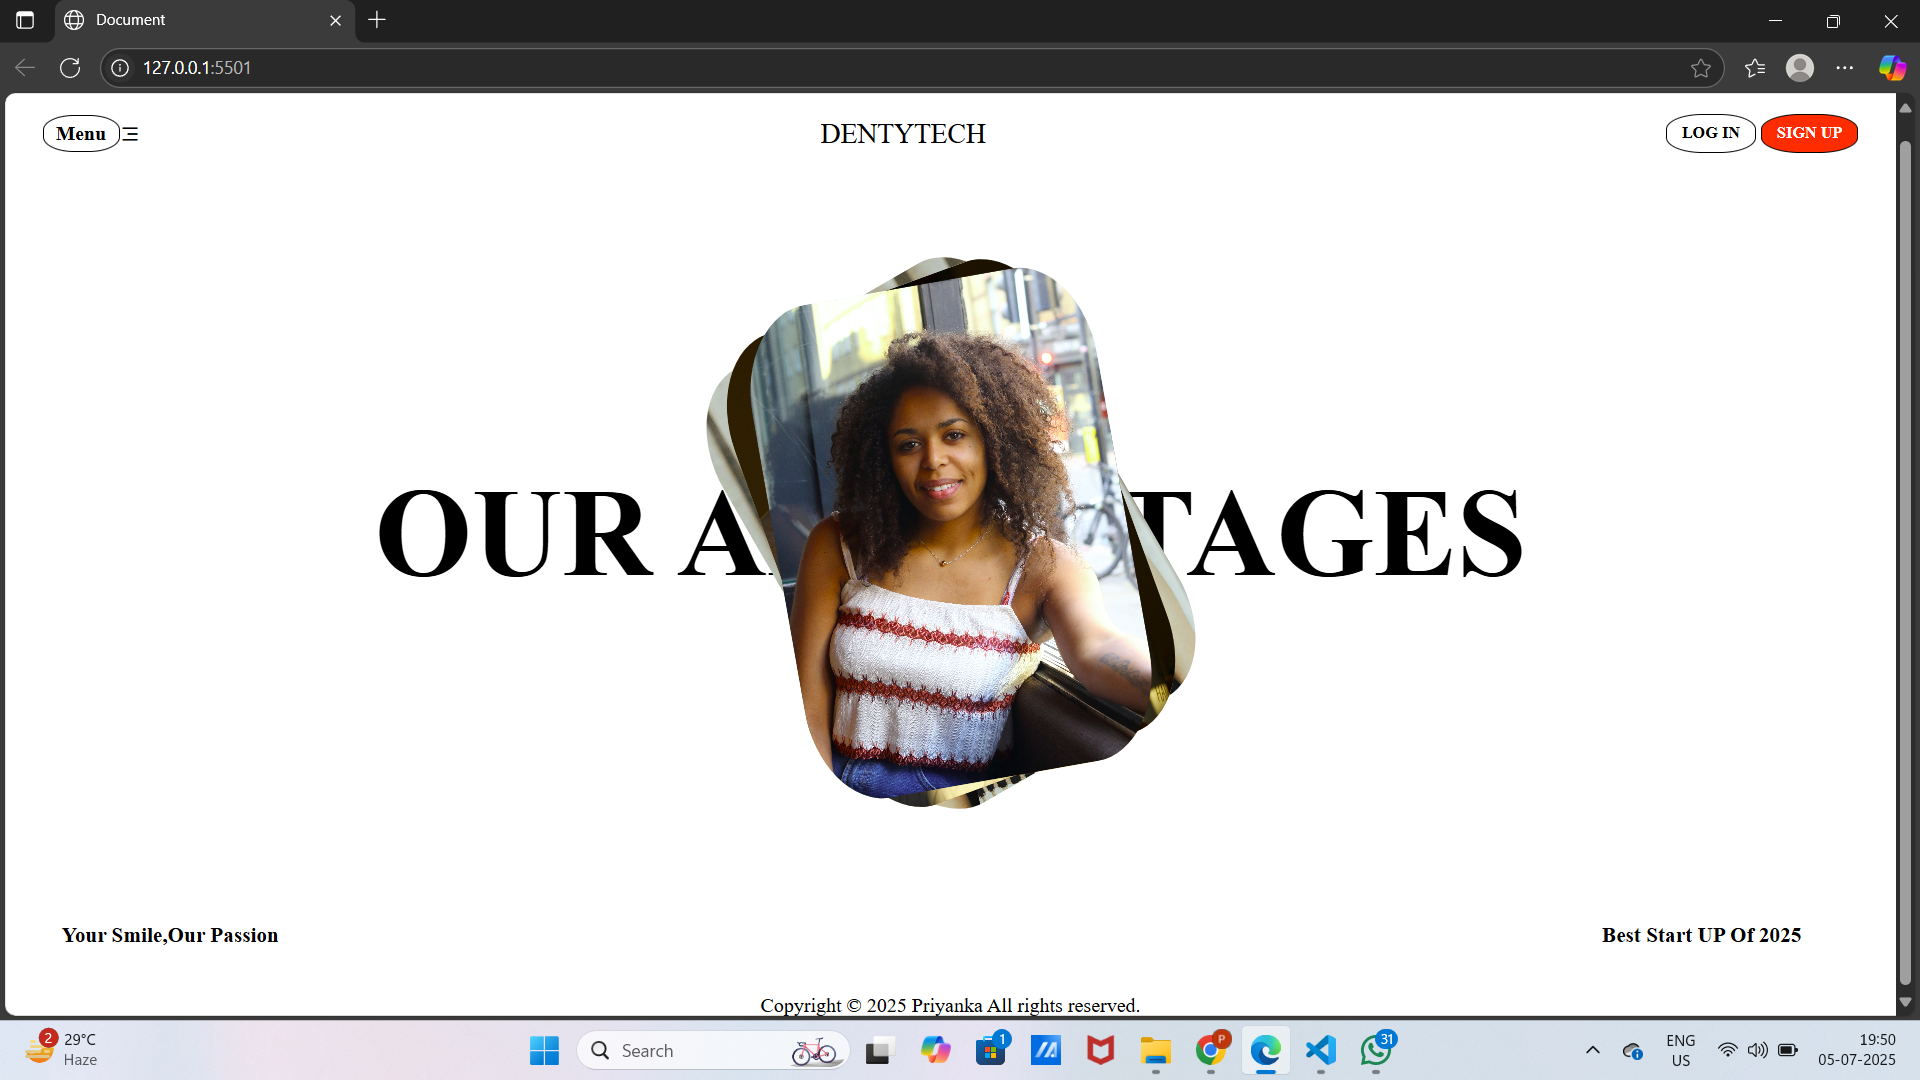 Document
127.0.0.1:5501
Menu
DENTYTECH
LOG IN
SIGN UP
OUR A TAGES
Your Smile,Our Passion
Best Start UP Of 2025
Copyright © 2025 Priyanka All rights reserved.
2
29°C
Haze
Search
1
P
31
ENG
US
19:50
05-07-2025